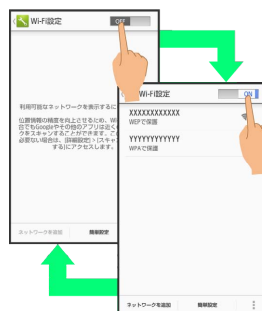 Wi-Fi設定
OFF
利用可能なネットワークを表示するに
位置情報の精度を向上させるため、Wi
台でもGoogleやその他のアプリは近く
クをスキャンすることができます。こ
必要ない場合は、[詳細設定]>[スキャン
する]にアクセスします。
ネットワークを追加
簡単設定
Wi-Fi設定
ON
XXXXXXXXXXXX
WEPで保護
YYYYYYYYYYYY
WPAで保護
ネットワークを追加
簡単設定